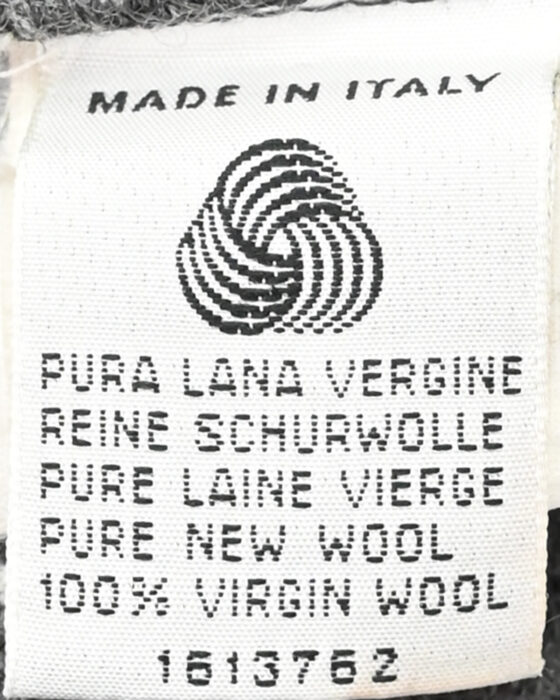 MADE IN ITALY
PURA LANA VERGINE
REINE SCHURWOLLE
PURE LAINE VIERGE
PURE NEW WOOL
100% VIRGIN WOOL
1613762